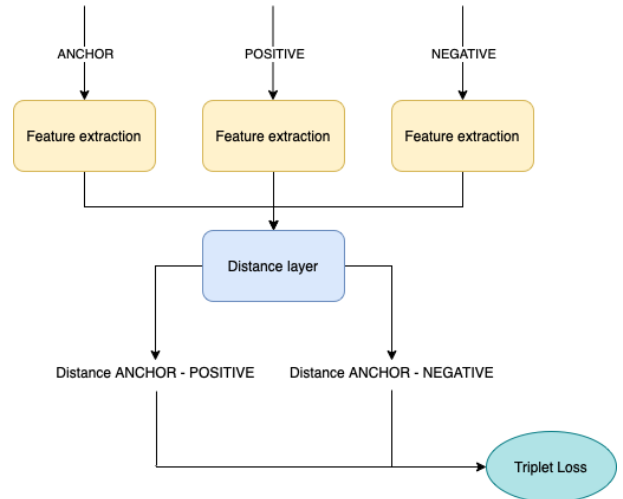 ANCHOR
POSITIVE
NEGATIVE
Feature extraction
Feature extraction
Feature extraction
Distance layer
Distance ANCHOR - POSITIVE
Distance ANCHOR - NEGATIVE
Triplet Loss